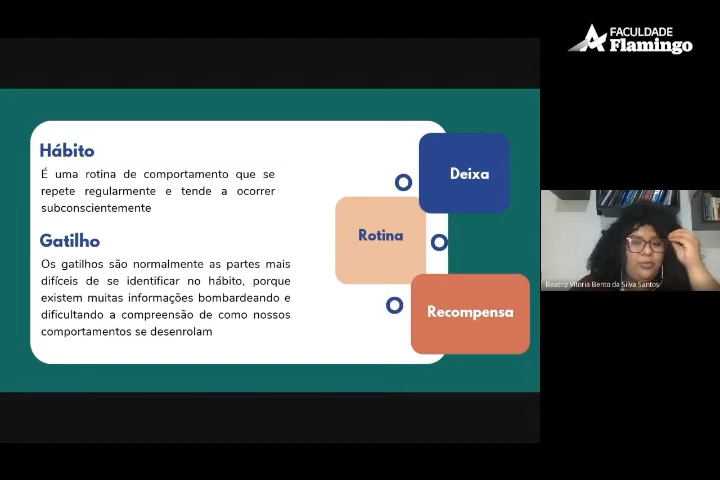 FACULDADE
Flamingo
Hábito
É uma rotina de comportamento que se
repete regularmente e tende a ocorrer
subconscientemente
Gatilho
Os gatilhos são normalmente as partes mais
difíceis de se identificar no hábito, porque
existem muitas informações bombardeando e
dificultando a compreensão de como nossos
comportamentos se desenrolam
Deixa
Rotina
Recompensa
Beatriz Vitoria Bento da Silva Santos